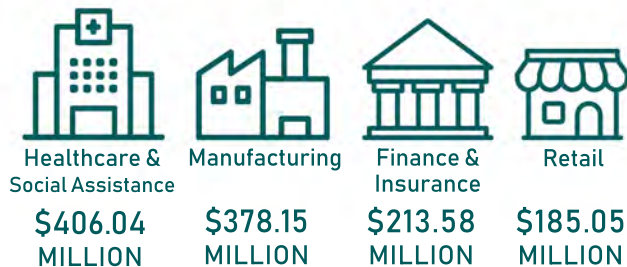 Healthcare &
Social Assistance
$406.04
MILLION
Manufacturing
$378.15
MILLION
Finance &
Insurance
$213.58
MILLION
Retail
$185.05
MILLION